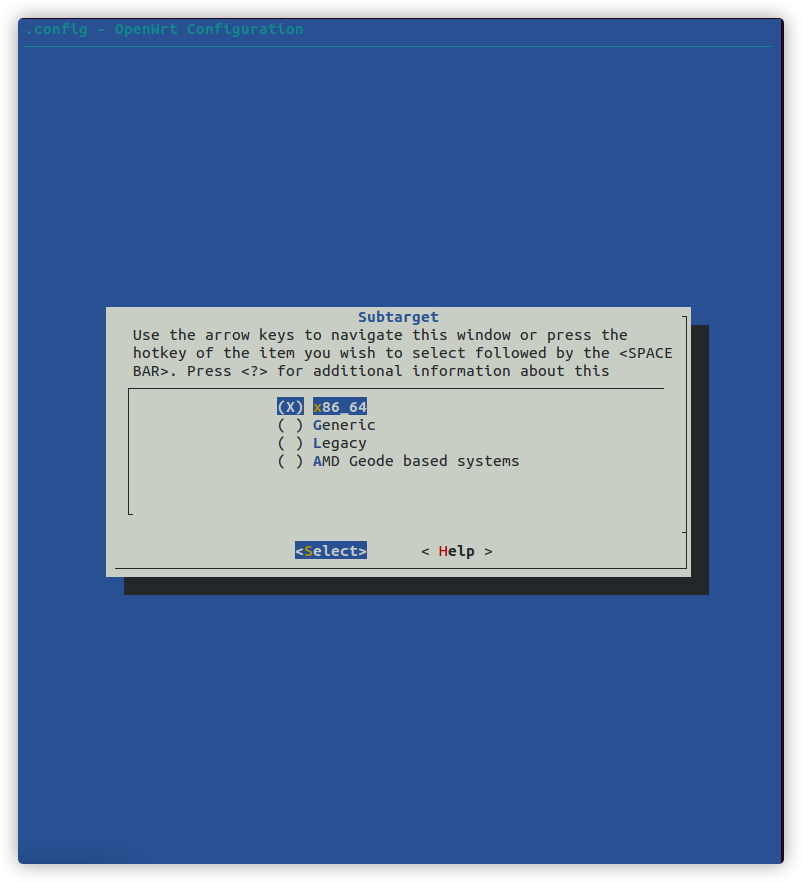 .config - OpenWrt Configuration
Subtarget
Use the arrow keys to navigate this window or press the
hotkey of the item you wish to select followed by the <SPACE
BAR>. Press <?> for additional information about this
(X) x86_64
( ) Generic
( ) Legacy
( ) AMD Geode based systems
<Select> < Help >